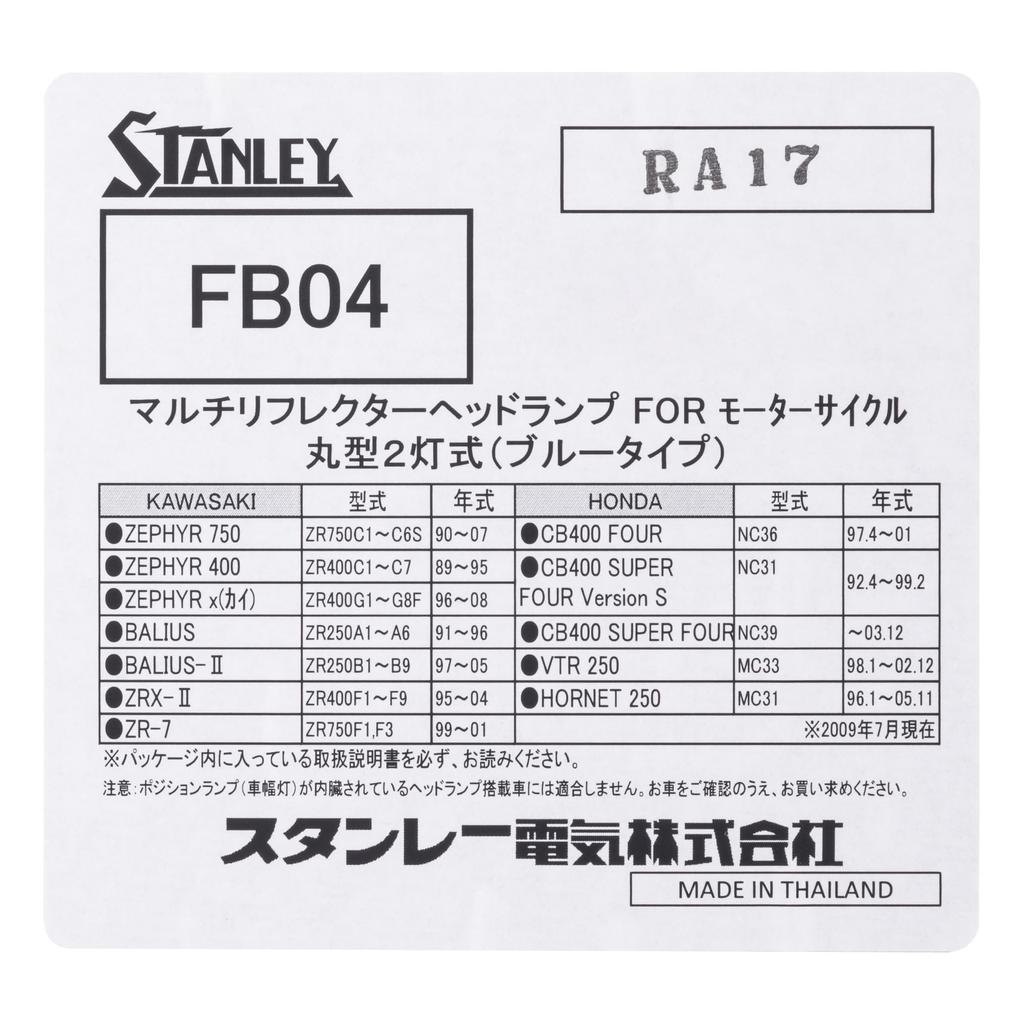 STANLEY
RA17
FB04
マルチリフレクターヘッドランプ FOR モーターサイクル
丸型2灯式(ブルータイプ)
KAWASAKI 型式 年式 HONDA 型式 年式
●ZEPHYR 750 ZR750C1～C6S 90～07 ●CB400 FOUR NC36 97.4～01
●ZEPHYR 400 ZR400C1～C7 89～95 ●CB400 SUPER NC31 92.4～99.2
●ZEPHYR x(カイ) ZR400G1～G8F 96～08 FOUR Version S
●BALIUS ZR250A1～A6 91～96 ●CB400 SUPER FOUR NC39 ～03.12
●BALIUS-Ⅱ ZR250B1～B9 97～05 ●VTR 250 MC33 98.1～02.12
●ZRX-Ⅱ ZR400F1～F9 95～04 ●HORNET 250 MC31 96.1～05.11
●ZR-7 ZR750F1,F3 99～01 ※2009年7月現在
※パッケージ内に入っている取扱説明書を必ず、お読みください。
注意：ポジションランプ(車幅灯)が内臓されているヘッドランプ搭載車には適合しません。お車をご確認のうえ、お買い求めください。
スタンレー電気株式会社
MADE IN THAILAND